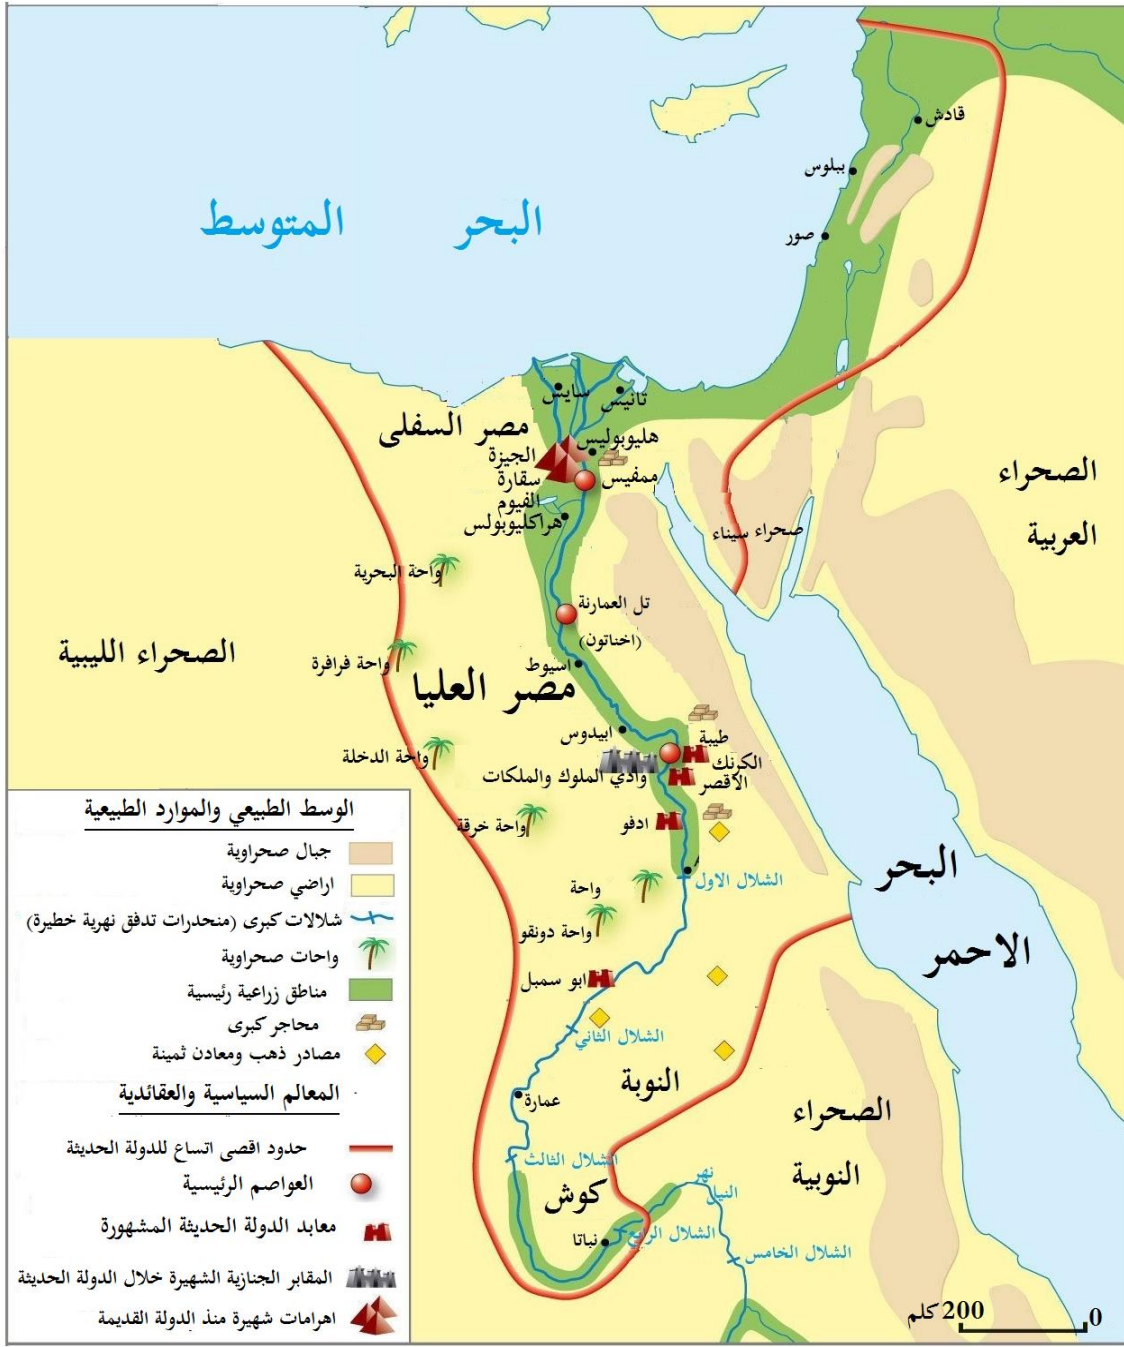 قادش
ببلوس
صور
البحر المتوسط
سايس
تانيس
مصر السفلى
هليوبوليس
الجيزة
ممفيس
سقارة
الفيوم
هراكليوبولس
الصحراء
العربية
صحراء سيناء
واحة البحرية
تل العمارنة
(اخناتون)
الصحراء الليبية
واحة فرافرة
اسيوط
مصر العليا
ابيدوس
طيبة
الكرنك
الاقصر
واحة الدخلة
وادي الملوك والملكات
واحة خرقة
ادفو
الشلال الاول
واحة
واحة دونقو
البحر
الاحمر
ابو سمبل
الشلال الثاني
النوبة
عمارة
الصحراء
النوبية
الشلال الثالث
كوش
نهر
النيل
الشلال الرابع
نباتا
الشلال الخامس
200 كلم
0
الوسط الطبيعي والموارد الطبيعية
جبال صحراوية
اراضي صحراوية
شلالات كبرى (منحدرات تدفق نهرية خطيرة)
واحات صحراوية
مناطق زراعية رئيسية
محاجر كبرى
مصادر ذهب ومعادن ثمينة
المعالم السياسية والعقائدية
حدود اقصى اتساع للدولة الحديثة
العواصم الرئيسية
معابد الدولة الحديثة المشهورة
المقابر الجنازية الشهيرة خلال الدولة الحديثة
اهرامات شهيرة منذ الدولة القديمة